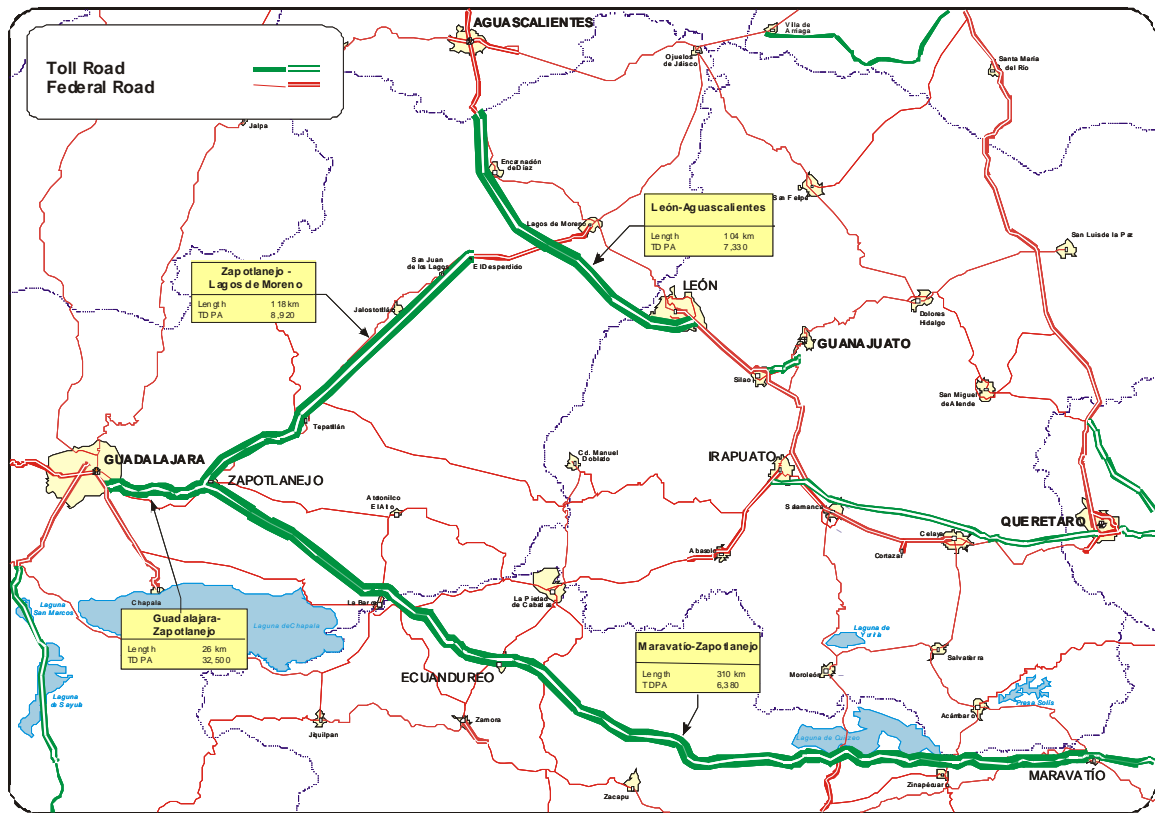 AGUASCALIENTES
Villa de
Arriaga
Ojuelos
de Jalisco
Santa María
del Río
Toll Road
Federal Road
Jalpa
Encarnación
de Díaz
San Felipe
León-Aguascalientes
Length 104 km
TDPA 7,330
Lagos de Moreno
San Luis de la Paz
San Juan
de los Lagos
El Desperdicio
Zapotlanejo -
Lagos de Moreno
Length 118 km
TDPA 8,920
Jalostotitlán
LEÓN
Dolores
Hidalgo
GUANAJUATO
Silao
San Miguel
de Allende
Tepatitlán
GUADALAJARA
ZAPOTLANEJO
Cd. Manuel
Doblado
IRAPUATO
Atotonilco
El Alto
Salamanca
QUERETARO
Celaya
Cortazar
Abasolo
La Piedad
de Cabadas
La Barca
Chapala
Laguna
San Marcos
Laguna de Chapala
Guadalajara-
Zapotlanejo
Length 26 km
TDPA 32,500
Laguna de
Yuriria
Maravatío-Zapotlanejo
Length 310 km
TDPA 6,380
Salvatierra
Moroleón
ECUANDUREO
Laguna
de Sayula
Presa Solís
Acámbaro
Jiquilpan
Zamora
Laguna de Cuitzeo
MARAVATÍO
Zinapécuaro
Zacapu